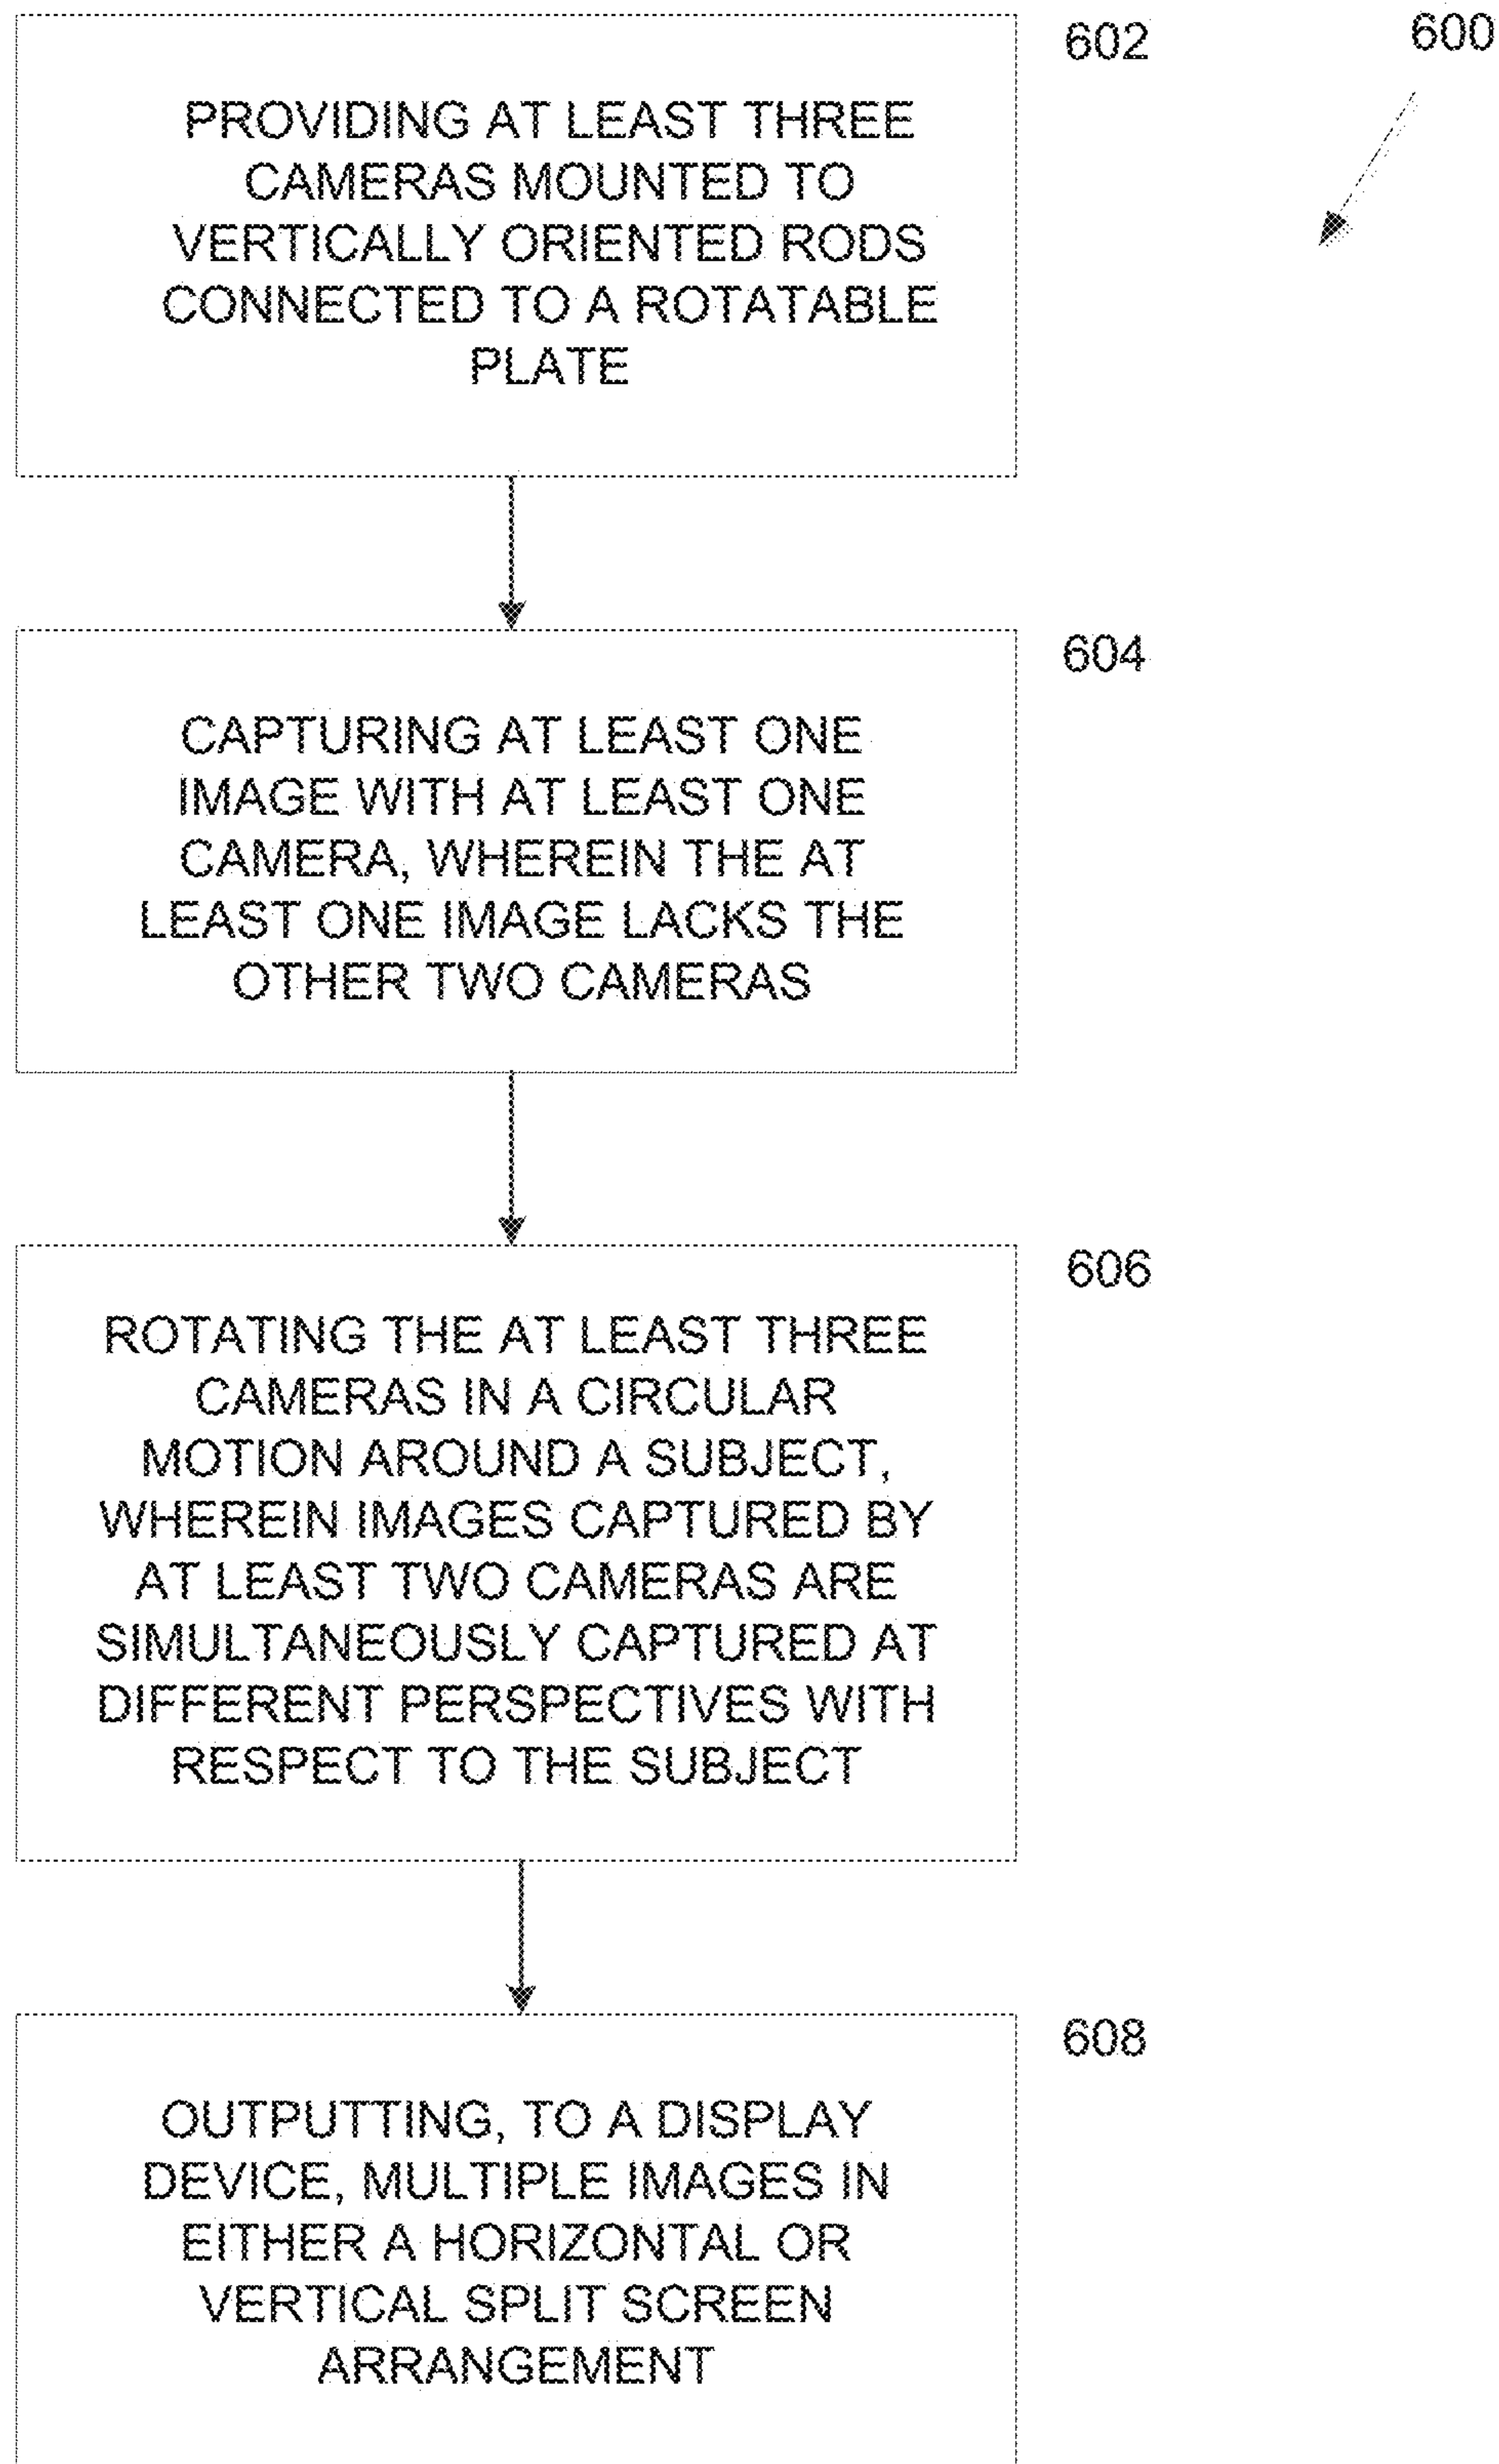 600
602
PROVIDING AT LEAST THREE
CAMERAS MOUNTED TO
VERTICALLY ORIENTED RODS
CONNECTED TO A ROTATABLE
PLATE
604
CAPTURING AT LEAST ONE
IMAGE WITH AT LEAST ONE
CAMERA, WHEREIN THE AT
LEAST ONE IMAGE LACKS THE
OTHER TWO CAMERAS
606
ROTATING THE AT LEAST THREE
CAMERAS IN A CIRCULAR
MOTION AROUND A SUBJECT,
WHEREIN IMAGES CAPTURED BY
AT LEAST TWO CAMERAS ARE
SIMULTANEOUSLY CAPTURED AT
DIFFERENT PERSPECTIVES WITH
RESPECT TO THE SUBJECT
608
OUTPUTTING, TO A DISPLAY
DEVICE, MULTIPLE IMAGES IN
EITHER A HORIZONTAL OR
VERTICAL SPLIT SCREEN
ARRANGEMENT